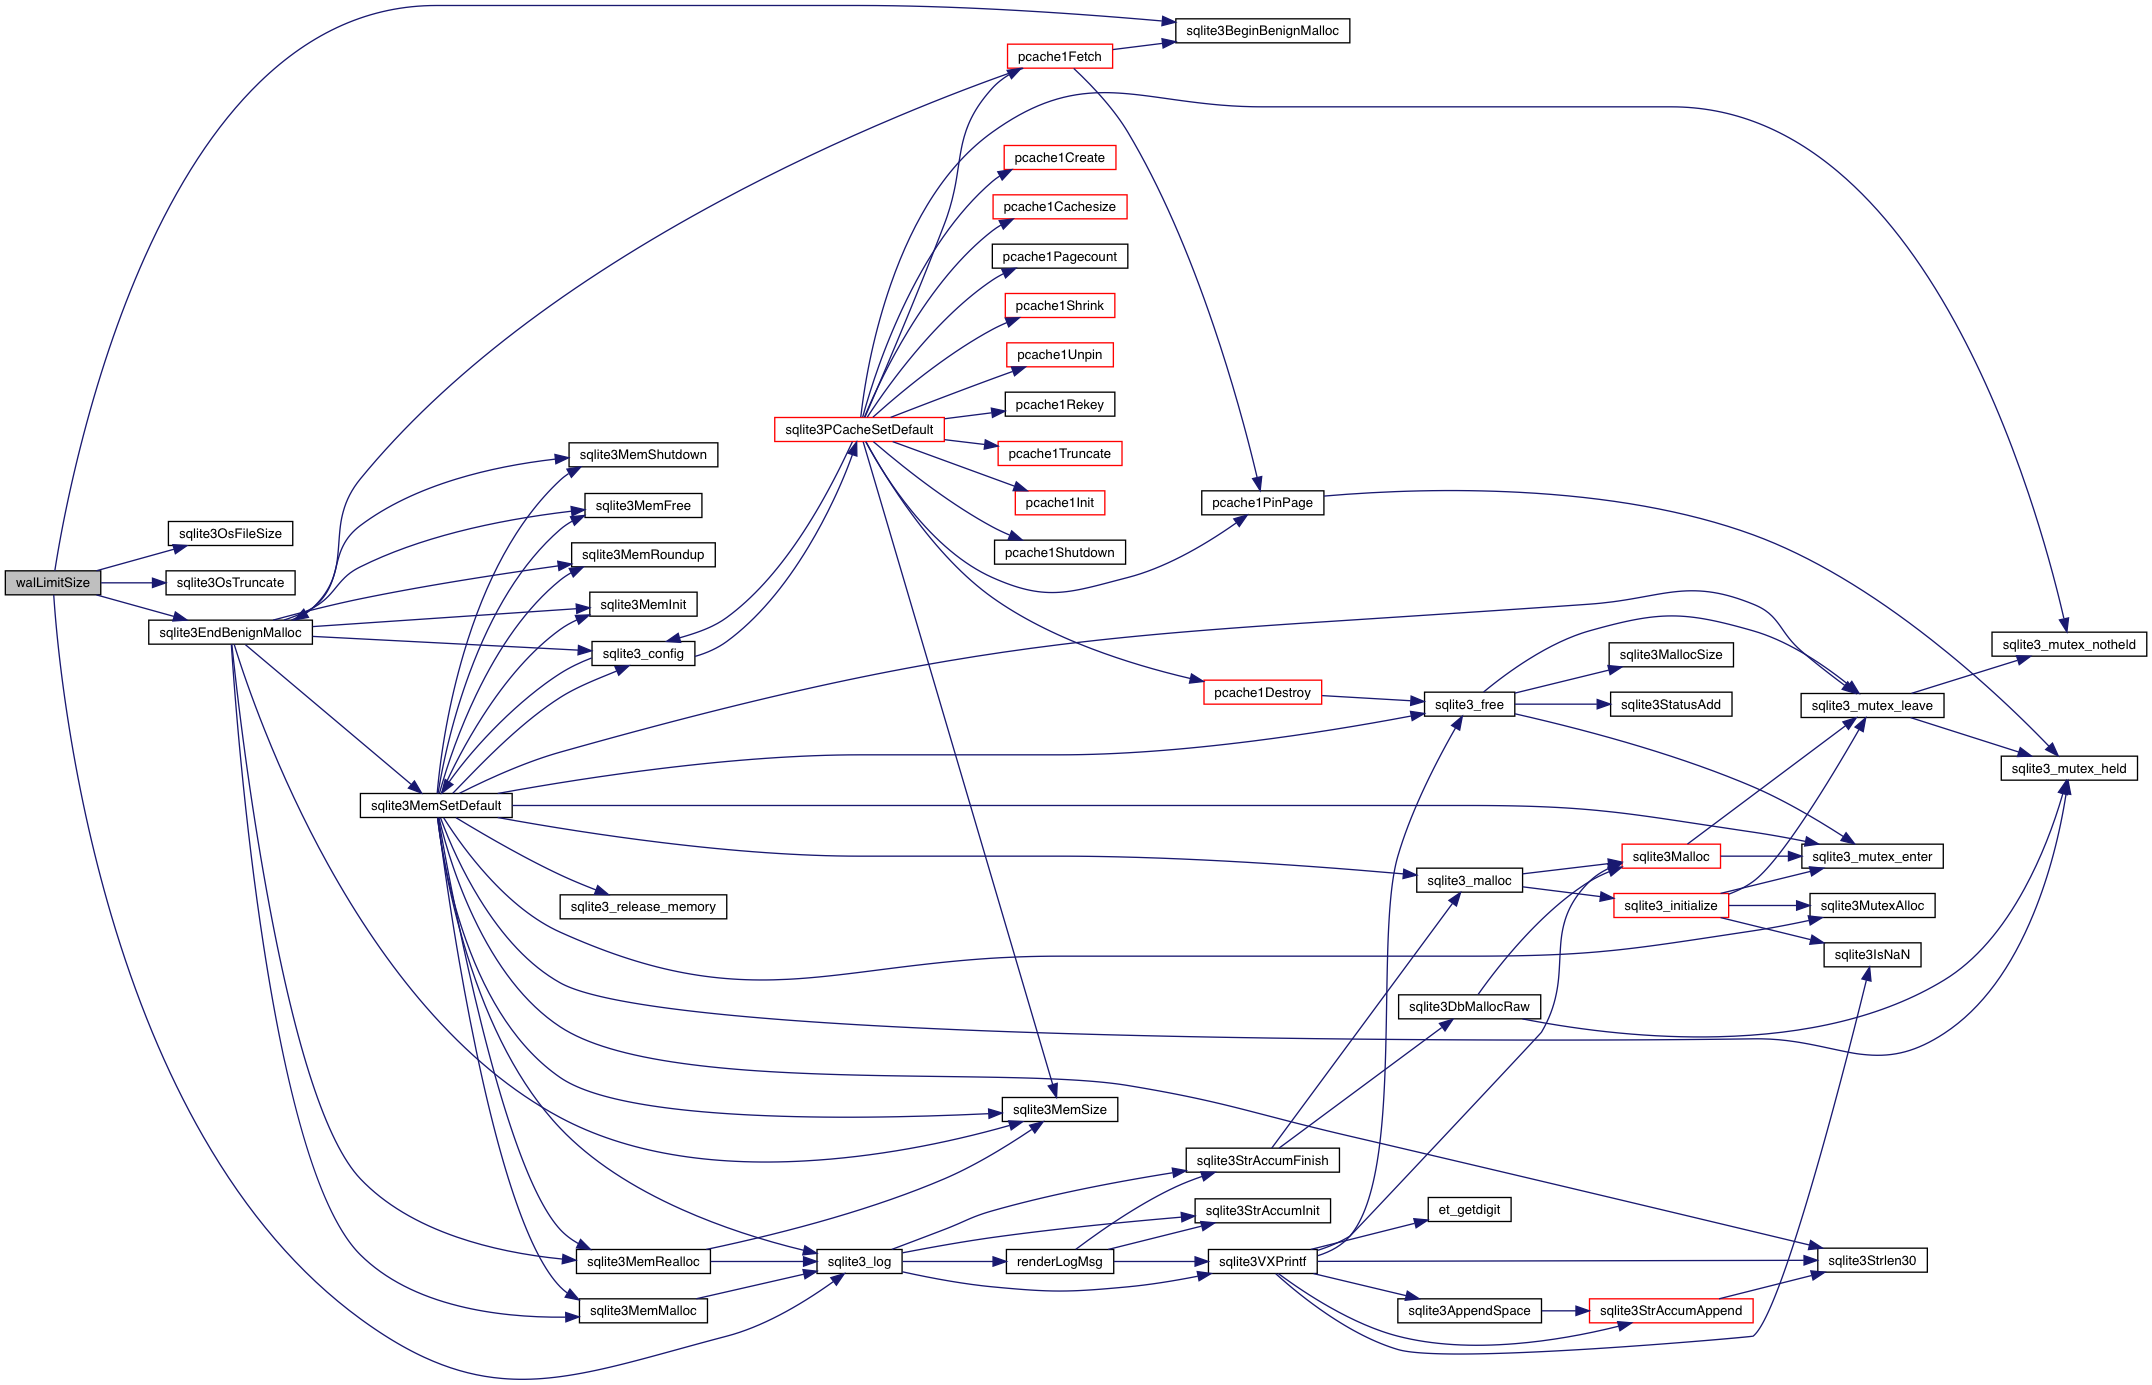 sqlite3BeginBenignMalloc
pcache1Fetch
pcache1Create
pcache1Cachesize
pcache1Pagecount
pcache1Shrink
pcache1Unpin
pcache1Rekey
sqlite3PCacheSetDefault
pcache1Truncate
sqlite3MemShutdown
pcache1Init
pcache1PinPage
sqlite3MemFree
sqlite3OsFileSize
pcache1Shutdown
sqlite3MemRoundup
walLimitSize
sqlite3OsTruncate
sqlite3MemInit
sqlite3EndBenignMalloc
sqlite3_mutex_notheld
sqlite3_config
sqlite3MallocSize
pcache1Destroy
sqlite3_free
sqlite3StatusAdd
sqlite3_mutex_leave
sqlite3_mutex_held
sqlite3MemSetDefault
sqlite3Malloc
sqlite3_mutex_enter
sqlite3_malloc
sqlite3_release_memory
sqlite3_initialize
sqlite3MutexAlloc
sqlite3IsNaN
sqlite3DbMallocRaw
sqlite3MemSize
sqlite3StrAccumFinish
sqlite3StrAccumInit
et_getdigit
sqlite3MemRealloc
sqlite3_log
renderLogMsg
sqlite3VXPrintf
sqlite3Strlen30
sqlite3MemMalloc
sqlite3AppendSpace
sqlite3StrAccumAppend